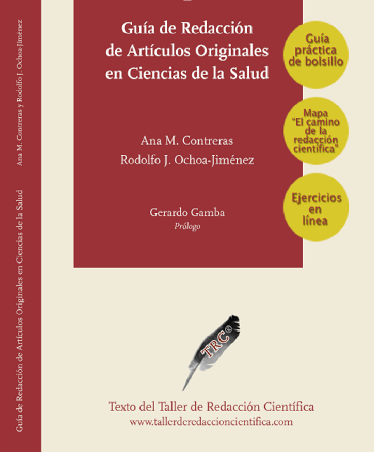 Guía de Redacción de Artículos Originales en Ciencias de la Salud
Ana M. Contreras y Rodolfo J. Ochoa-Jiménez
Guía de Redacción
de Artículos Originales
en Ciencias de la Salud
Ana M. Contreras
Rodolfo J. Ochoa-Jiménez
Gerardo Gamba
Prólogo
Guía
práctica
de bolsillo
Mapa
"El camino
de la
redacción
científica"
Ejercicios
en
línea
TRC©
Texto del Taller de Redacción Científica
www.tallerderedaccioncientifica.com